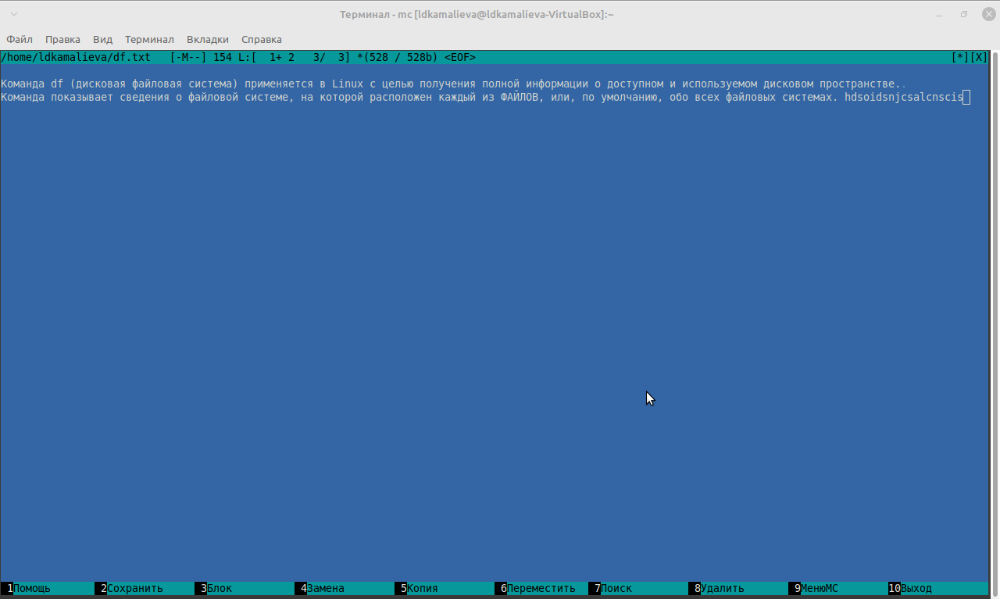 Терминал - mc [ldkamalieva@ldkamalieva-VirtualBox]:~
Файл Правка Вид Терминал Вкладки Справка
/home/ldkamalieva/df.txt   [-M--] 154 L:[  1+ 2   3/  3] *(528 / 528b) <EOF> [*][X]
Команда df (дисковая файловая система) применяется в Linux с целью получения полной информации о доступном и используемом дисковом пространстве..
Команда показывает сведения о файловой системе, на которой расположен каждый из ФАЙЛОВ, или, по умолчанию, обо всех файловых системах. hdsoidsnjcsalcnscis
1Помощь 2Сохранить 3Блок 4Замена 5Копия 6Переместить 7Поиск 8Удалить 9МенюMC 10Выход